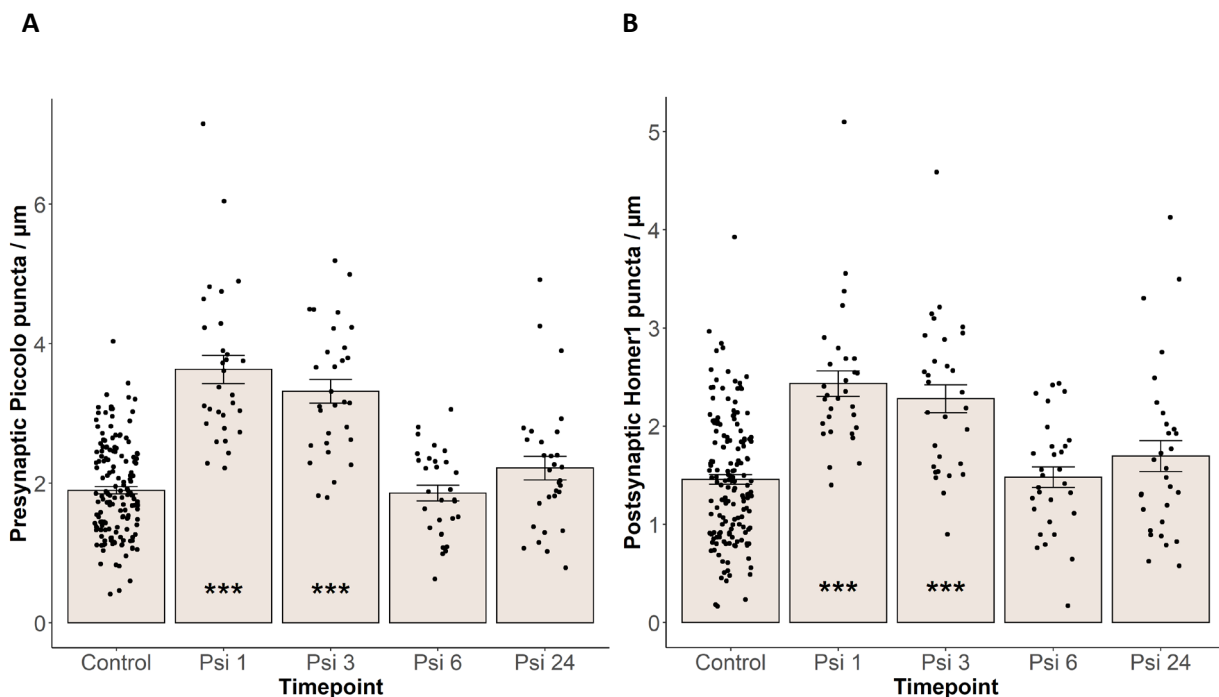 A
B
Presynaptic Piccolo puncta / µm
6
4
2
0
***
***
Control
Psi 1
Psi 3
Psi 6
Psi 24
Timepoint
Postsynaptic Homer1 puncta / µm
5
4
3
2
1
0
***
***
Control
Psi 1
Psi 3
Psi 6
Psi 24
Timepoint